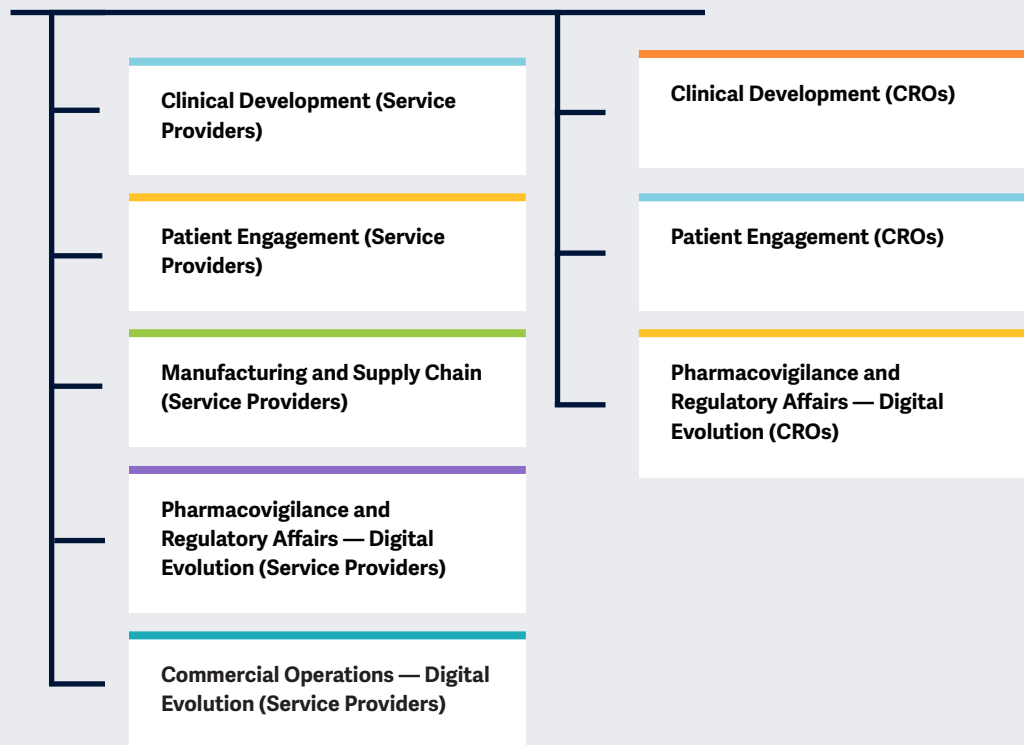 Clinical Development (Service
Providers)
Patient Engagement (Service
Providers)
Manufacturing and Supply Chain
(Service Providers)
Pharmacovigilance and
Regulatory Affairs — Digital
Evolution (Service Providers)
Commercial Operations — Digital
Evolution (Service Providers)
Clinical Development (CROs)
Patient Engagement (CROs)
Pharmacovigilance and
Regulatory Affairs — Digital
Evolution (CROs)